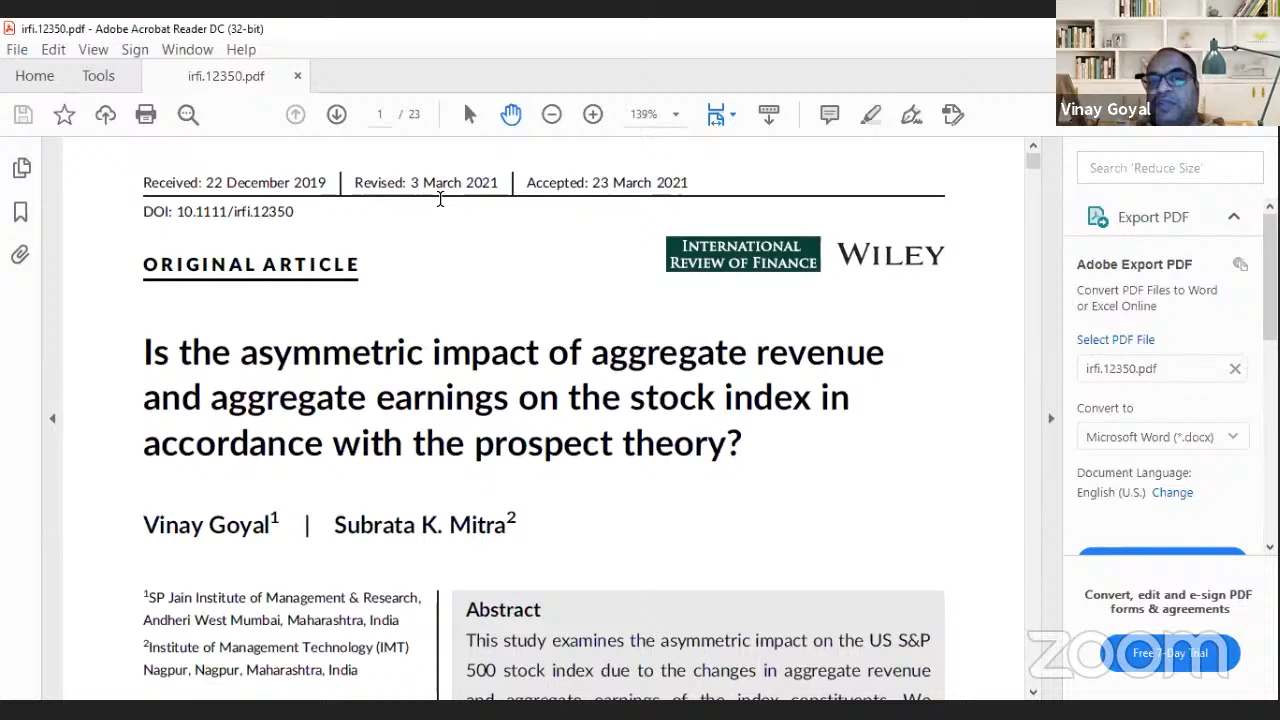 irfi.12350.pdf - Adobe Acrobat Reader DC (32-bit)
File Edit View Sign Window Help
Home Tools irfi.12350.pdf ×
1 / 23 139%
Vinay Goyal
Received: 22 December 2019 | Revised: 3 March 2021 | Accepted: 23 March 2021
DOI: 10.1111/irfi.12350
ORIGINAL ARTICLE
INTERNATIONAL
REVIEW OF FINANCE
WILEY
Is the asymmetric impact of aggregate revenue
and aggregate earnings on the stock index in
accordance with the prospect theory?
Vinay Goyal1 | Subrata K. Mitra2
1SP Jain Institute of Management & Research,
Andheri West Mumbai, Maharashtra, India
2Institute of Management Technology (IMT)
Nagpur, Nagpur, Maharashtra, India
Abstract
This study examines the asymmetric impact on the US S&P
500 stock index due to the changes in aggregate revenue
and aggregate earnings of the index constituents. We
Search 'Reduce Size'
Export PDF
Adobe Export PDF
Convert PDF Files to Word
or Excel Online
Select PDF File
irfi.12350.pdf
Convert to
Microsoft Word (*.docx)
Document Language:
English (U.S.) Change
Convert, edit and e-sign PDF
forms & agreements
Free 7-Day Trial
zoom